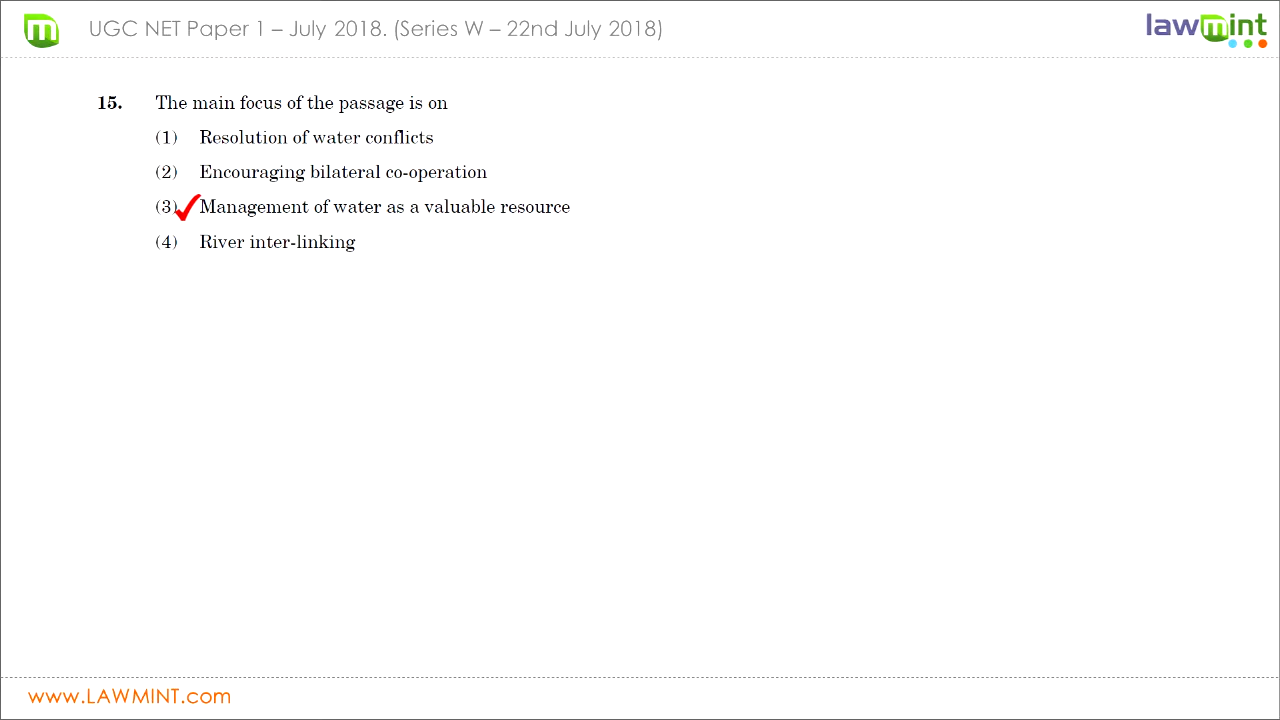 m UGC NET Paper 1 – July 2018. (Series W – 22nd July 2018) lawmint
15. The main focus of the passage is on
(1) Resolution of water conflicts
(2) Encouraging bilateral co-operation
(3) Management of water as a valuable resource
(4) River inter-linking
www.LAWMINT.com